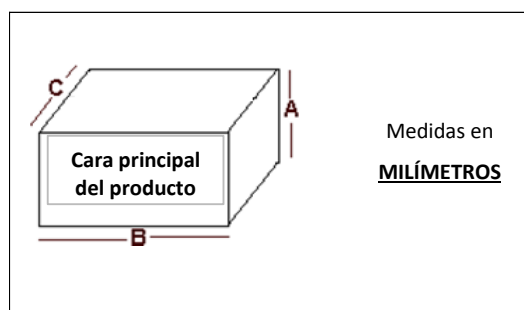 C
A
Cara principal
del producto
B
Medidas en
MILÍMETROS